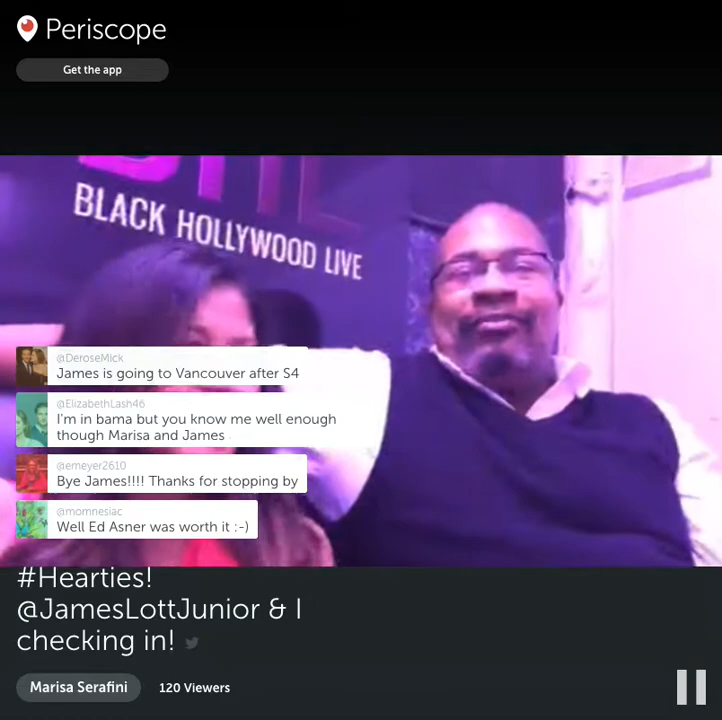 Periscope
Get the app
BLACK HOLLYWOOD LIVE
@DeroseMick
James is going to Vancouver after S4
@ElizabethLash46
I'm in bama but you know me well enough
though Marisa and James
@emeyer2610
Bye James!!!! Thanks for stopping by
@momnesiac
Well Ed Asner was worth it :-)
#Hearties!
@JamesLottJunior & I
checking in!
Marisa Serafini
120 Viewers